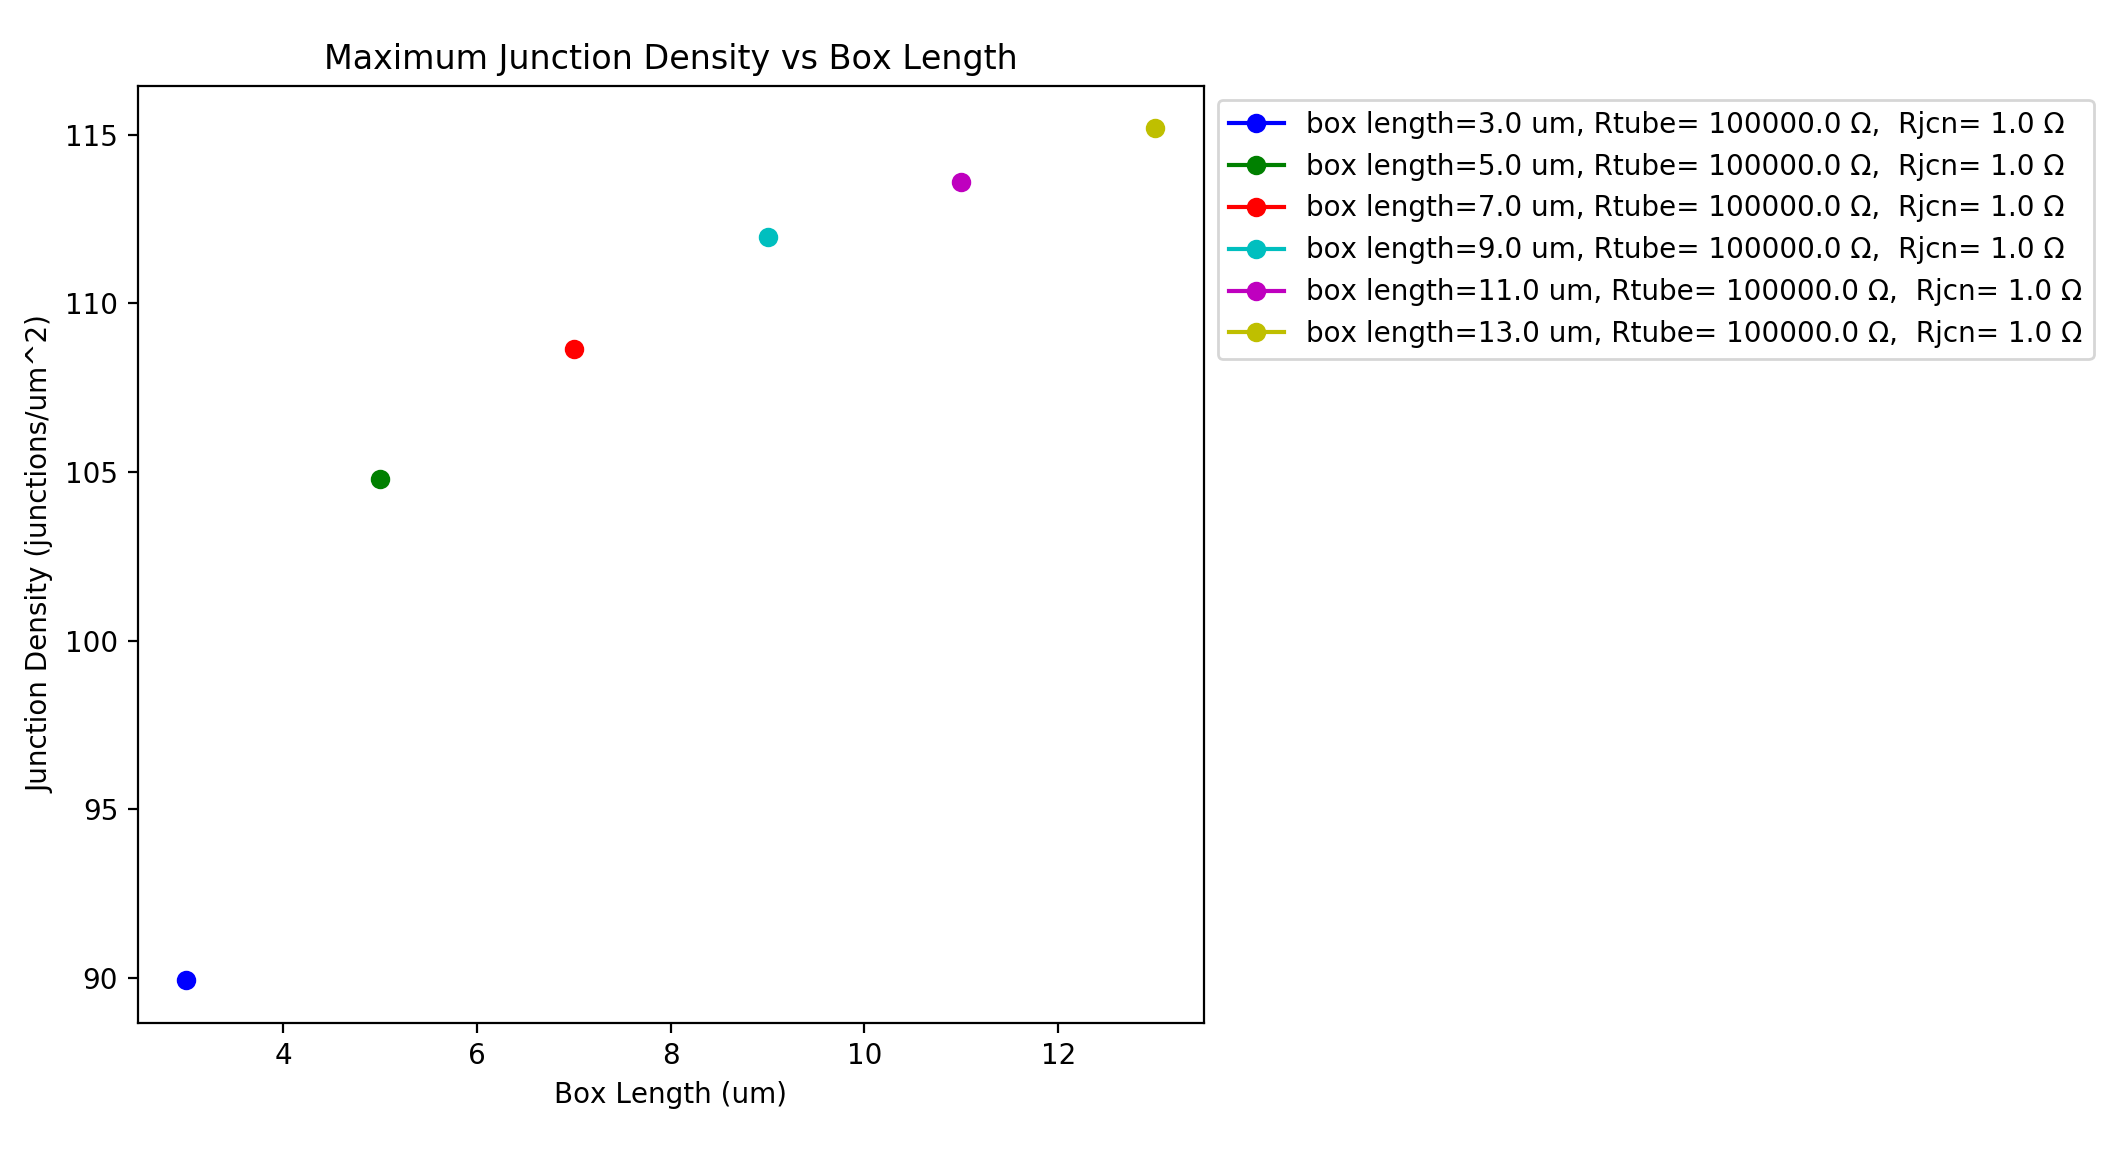 Maximum Junction Density vs Box Length
Junction Density (junctions/um^2)
115
110
105
100
95
90
4
6
8
10
12
Box Length (um)
box length=3.0 um, Rtube= 100000.0 Ω,  Rjcn= 1.0 Ω
box length=5.0 um, Rtube= 100000.0 Ω,  Rjcn= 1.0 Ω
box length=7.0 um, Rtube= 100000.0 Ω,  Rjcn= 1.0 Ω
box length=9.0 um, Rtube= 100000.0 Ω,  Rjcn= 1.0 Ω
box length=11.0 um, Rtube= 100000.0 Ω,  Rjcn= 1.0 Ω
box length=13.0 um, Rtube= 100000.0 Ω,  Rjcn= 1.0 Ω